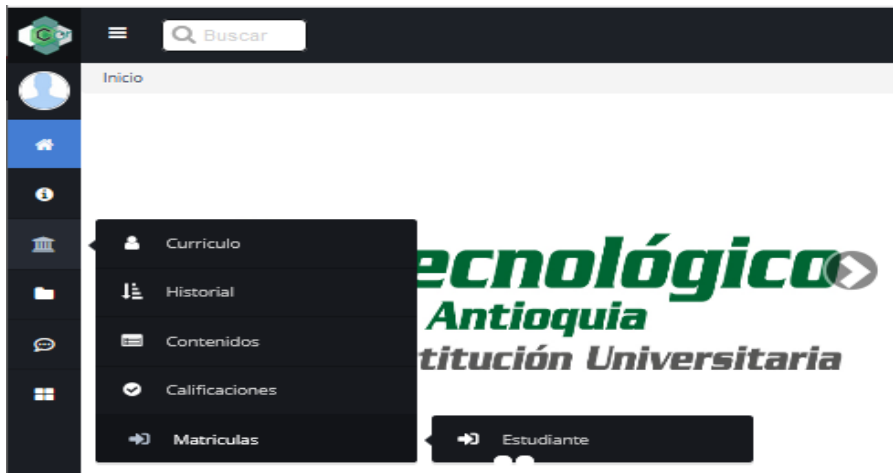 Buscar
Inicio
Curriculo
Historial
Contenidos
Calificaciones
Matriculas
Estudiante
ecnológico
Antioquia
titución Universitaria